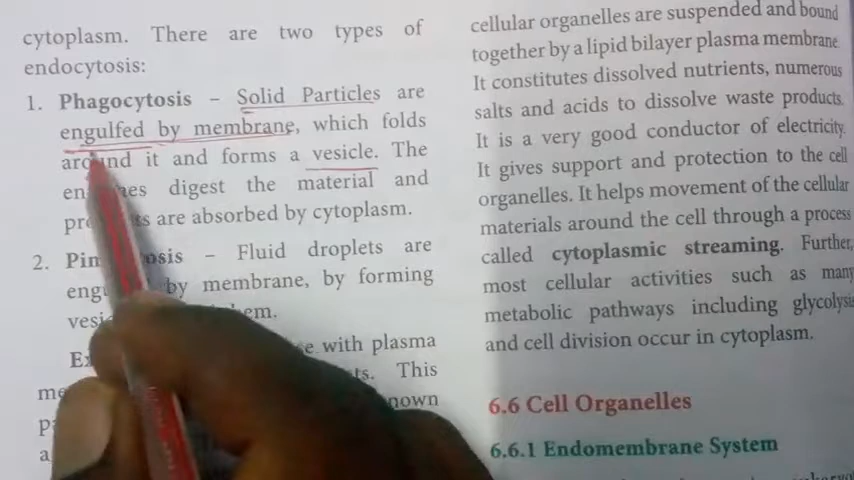 cytoplasm. There are two types of
endocytosis:
1. Phagocytosis – Solid Particles are
engulfed by membrane, which folds
around it and forms a vesicle. The
digest the material and
are absorbed by cytoplasm.
2. – Fluid droplets are
by membrane, by forming
with plasma
This
cellular organelles are suspended and bound
together by a lipid bilayer plasma membrane.
It constitutes dissolved nutrients, numerous
salts and acids to dissolve waste products.
It is a very good conductor of electricity.
It gives support and protection to the cell
organelles. It helps movement of the cellular
materials around the cell through a process
called cytoplasmic streaming. Further,
most cellular activities such as many
metabolic pathways including glycolysis
and cell division occur in cytoplasm.
6.6 Cell Organelles
6.6.1 Endomembrane System